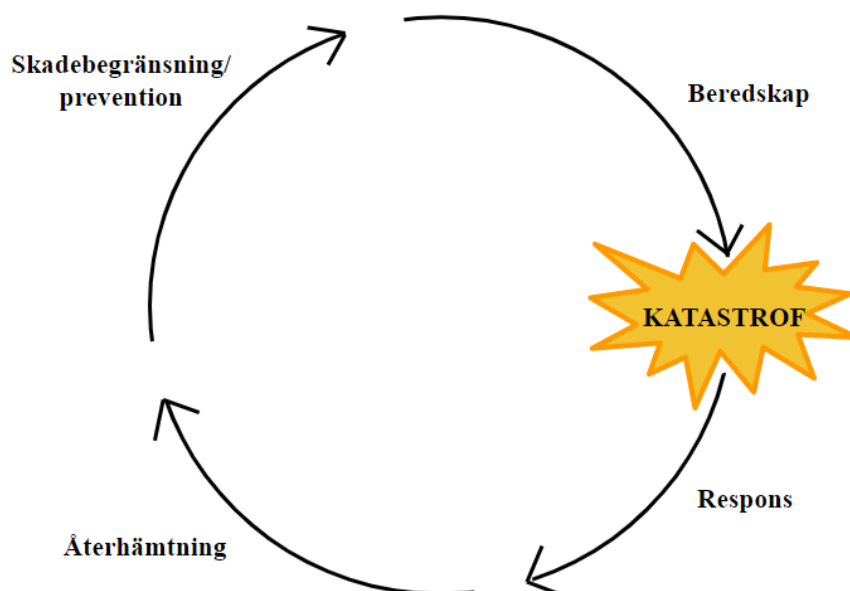 Skadebegränsning/
prevention
Beredskap
KATASTROF
Respons
Återhämtning